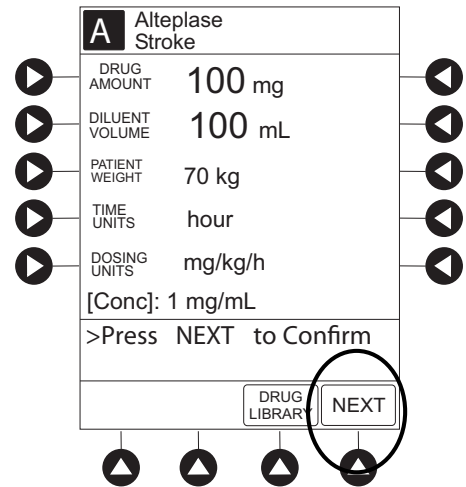 A Alteplase
Stroke
DRUG
AMOUNT 100 mg
DILUENT
VOLUME 100 mL
PATIENT
WEIGHT 70 kg
TIME
UNITS hour
DOSING
UNITS mg/kg/h
[Conc]: 1 mg/mL
>Press NEXT to Confirm
DRUG
LIBRARY NEXT